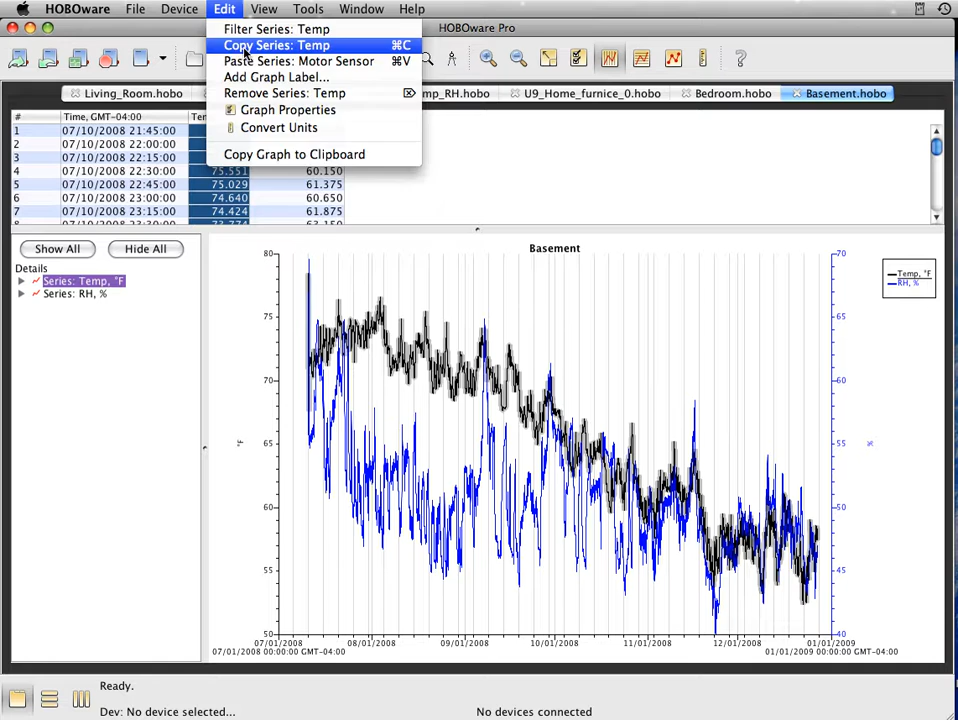 HOBOware File Device Edit View Tools Window Help
HOBOware Pro
Filter Series: Temp
Copy Series: Temp ⌘C
Paste Series: Motor Sensor ⌘V
Add Graph Label...
Remove Series: Temp
Graph Properties
Convert Units
Copy Graph to Clipboard
Living_Room.hobo mp_RH.hobo U9_Home_furnice_0.hobo Bedroom.hobo Basement.hobo
# Time, GMT-04:00
1 07/10/2008 21:45:00
2 07/10/2008 22:00:00
3 07/10/2008 22:15:00
4 07/10/2008 22:30:00 75.551 60.150
5 07/10/2008 22:45:00 75.029 61.375
6 07/10/2008 23:00:00 74.640 60.650
7 07/10/2008 23:15:00 74.424 61.875
Show All Hide All
Details
Series: Temp, °F
Series: RH, %
Basement
80 70
75 65
70 60
65 55
60 50
55 45
50 40
°F %
Temp, °F
RH, %
07/01/2008 08/01/2008 09/01/2008 10/01/2008 11/01/2008 12/01/2008 01/01/2009
07/01/2008 00:00:00 GMT-04:00 01/01/2009 00:00:00 GMT-04:00
Ready.
Dev: No device selected... No devices connected